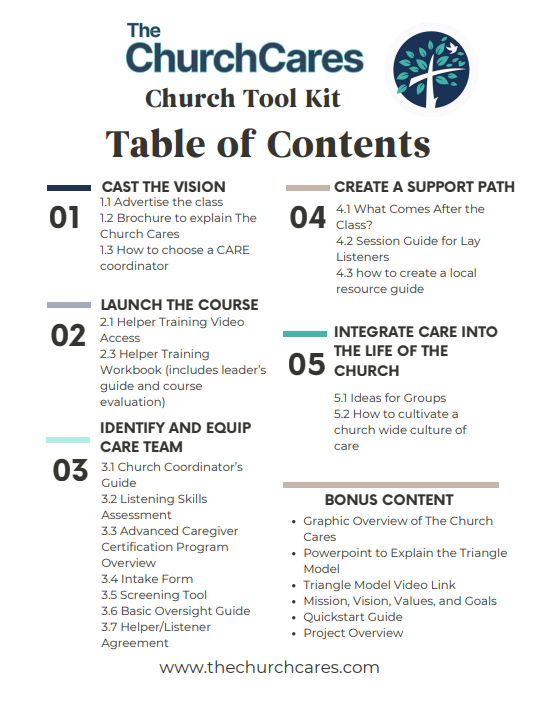 The
ChurchCares
Church Tool Kit
Table of Contents
01
CAST THE VISION
1.1 Advertise the class
1.2 Brochure to explain The
Church Cares
1.3 How to choose a CARE
coordinator
02
LAUNCH THE COURSE
2.1 Helper Training Video
Access
2.3 Helper Training
Workbook (includes leader's
guide and course
evaluation)
03
IDENTIFY AND EQUIP
CARE TEAM
3.1 Church Coordinator's
Guide
3.2 Listening Skills
Assessment
3.3 Advanced Caregiver
Certification Program
Overview
3.4 Intake Form
3.5 Screening Tool
3.6 Basic Oversight Guide
3.7 Helper/Listener
Agreement
04
CREATE A SUPPORT PATH
4.1 What Comes After the
Class?
4.2 Session Guide for Lay
Listeners
4.3 how to create a local
resource guide
05
INTEGRATE CARE INTO
THE LIFE OF THE
CHURCH
5.1 Ideas for Groups
5.2 How to cultivate a
church wide culture of
care
BONUS CONTENT
• Graphic Overview of The Church
Cares
• Powerpoint to Explain the Triangle
Model
• Triangle Model Video Link
• Mission, Vision, Values, and Goals
• Quickstart Guide
• Project Overview
www.thechurchcares.com